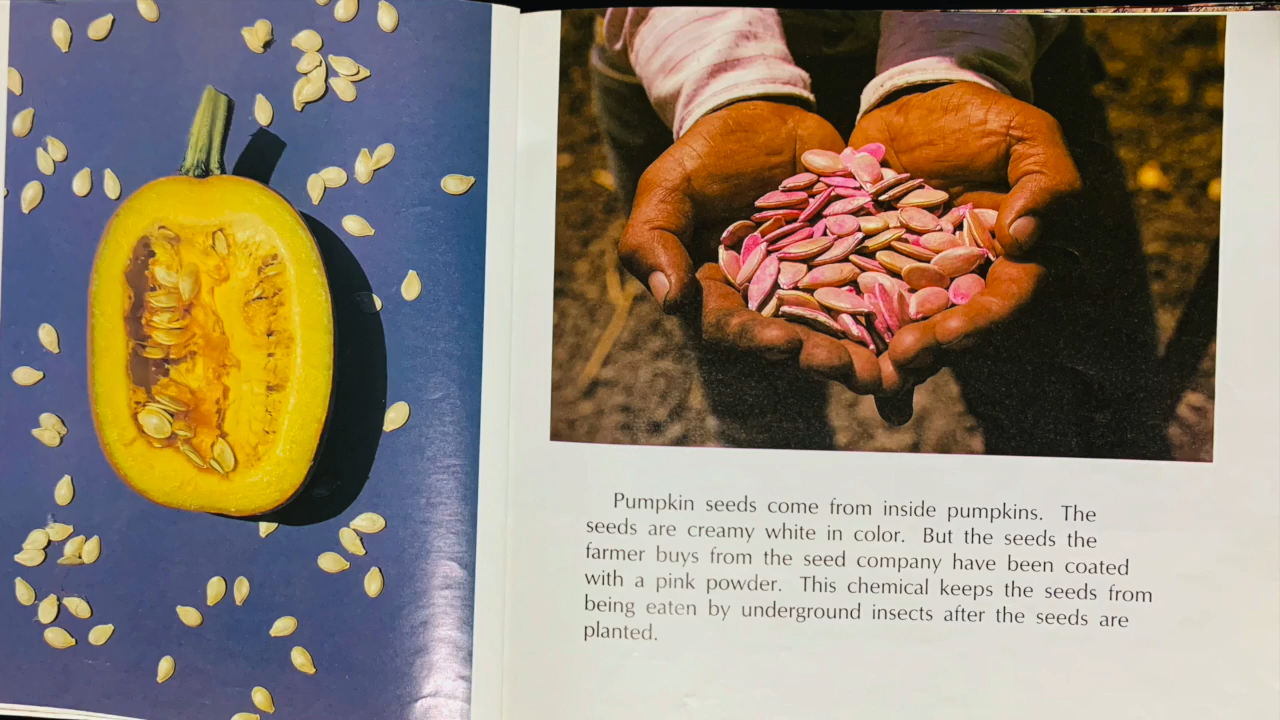 Pumpkin seeds come from inside pumpkins. The
seeds are creamy white in color. But the seeds the
farmer buys from the seed company have been coated
with a pink powder. This chemical keeps the seeds from
being eaten by underground insects after the seeds are
planted.